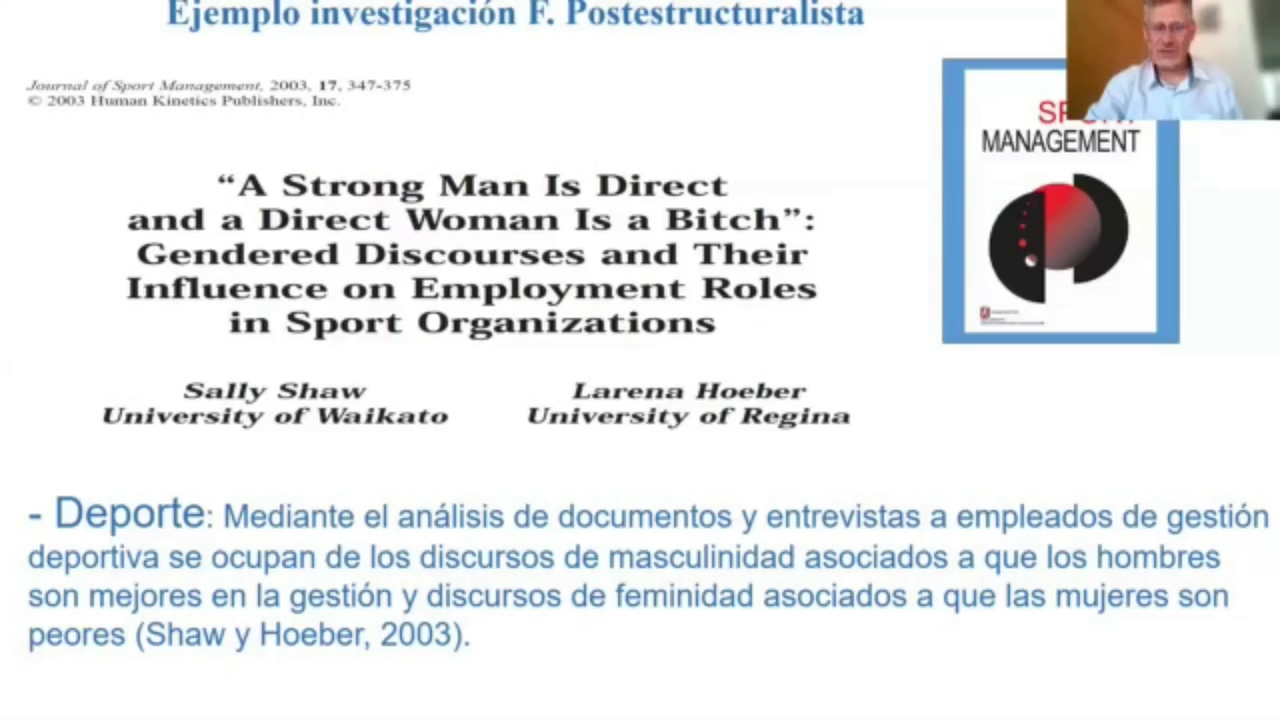 Ejemplo investigación F. Postestructuralista
Journal of Sport Management, 2003, 17, 347-375
© 2003 Human Kinetics Publishers, Inc.
MANAGEMENT
“A Strong Man Is Direct
and a Direct Woman Is a Bitch”:
Gendered Discourses and Their
Influence on Employment Roles
in Sport Organizations
Sally Shaw
University of Waikato
Larena Hoeber
University of Regina
- Deporte: Mediante el análisis de documentos y entrevistas a empleados de gestión
deportiva se ocupan de los discursos de masculinidad asociados a que los hombres
son mejores en la gestión y discursos de feminidad asociados a que las mujeres son
peores (Shaw y Hoeber, 2003).